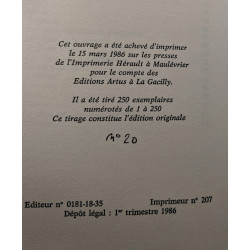 Cet ouvrage a été achevé d'imprimer
le 15 mars 1986 sur les presses
de l'Imprimerie Hérault à Maulévrier
pour le compte des
Editions Artus à La Gacilly.
Il a été tiré 250 exemplaires
numérotés de 1 à 250
Ce tirage constitue l'édition originale
N° 20
Editeur n° 0181-18-35
Imprimeur n° 207
Dépôt légal : 1er trimestre 1986